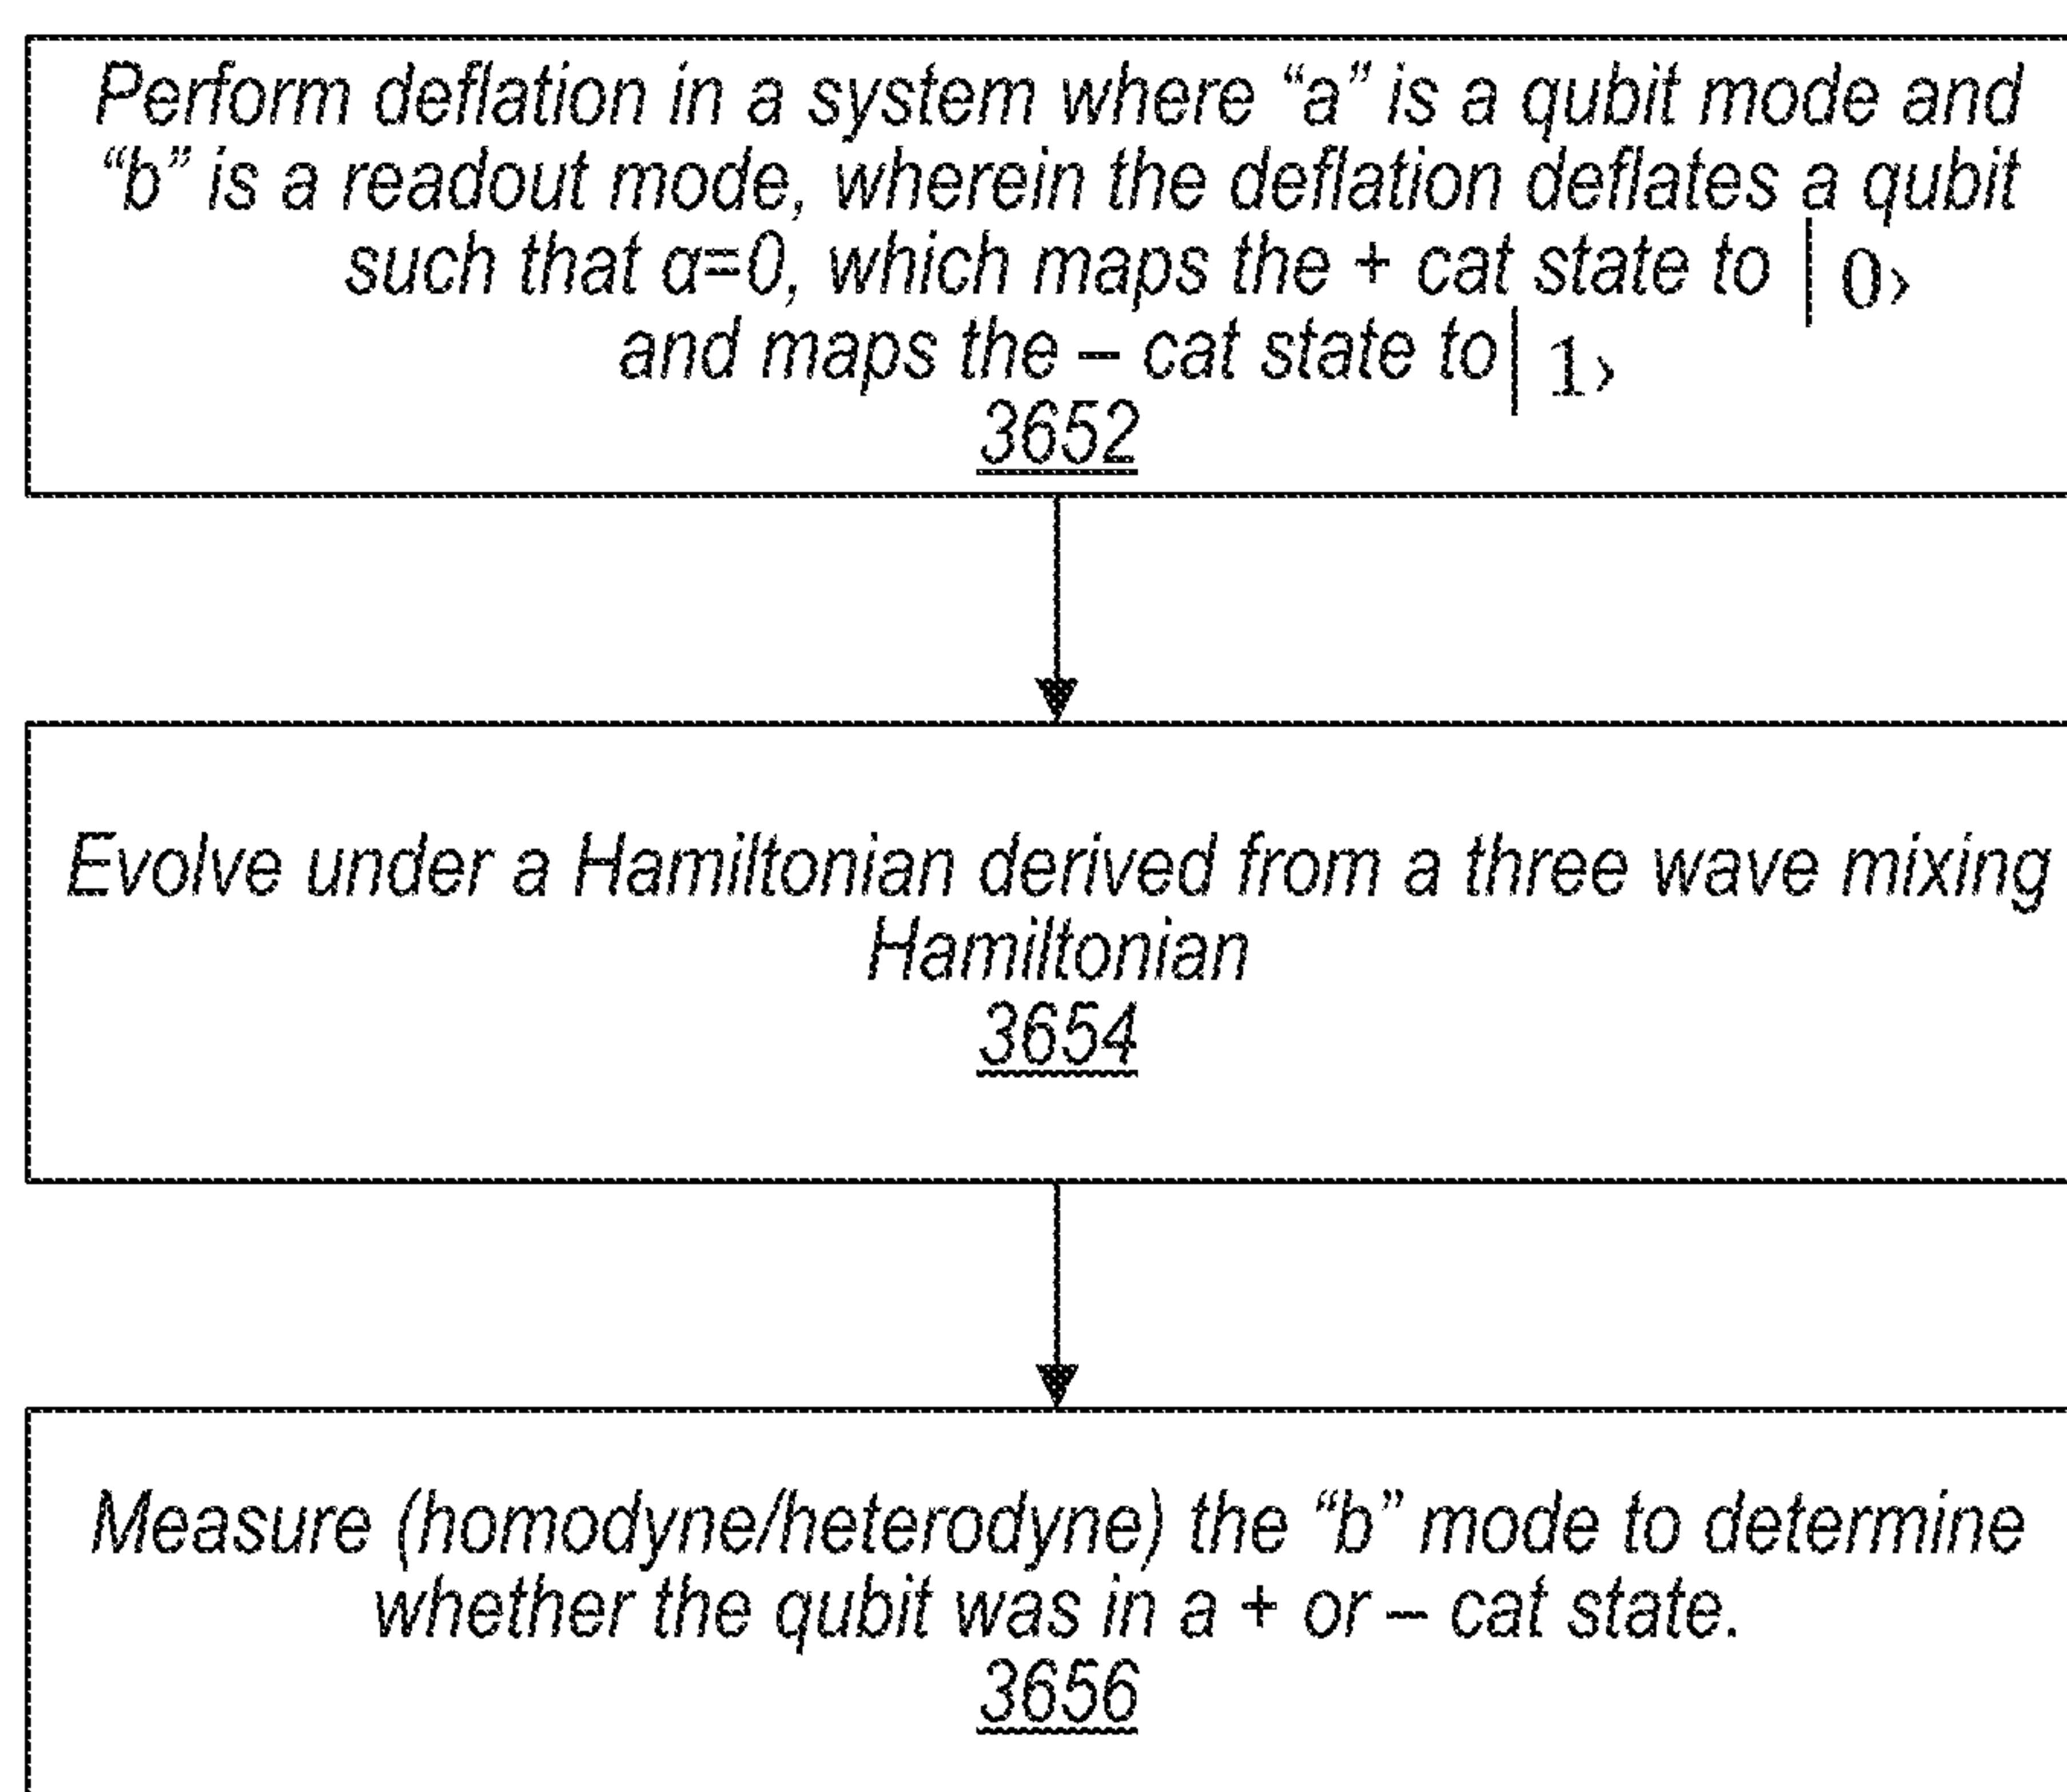 Perform deflation in a system where “a” is a qubit mode and
“b” is a readout mode, wherein the deflation deflates a qubit
such that α=0, which maps the + cat state to | 0›
and maps the – cat state to | 1›
3652
Evolve under a Hamiltonian derived from a three wave mixing
Hamiltonian
3654
Measure (homodyne/heterodyne) the “b” mode to determine
whether the qubit was in a + or – cat state.
3656